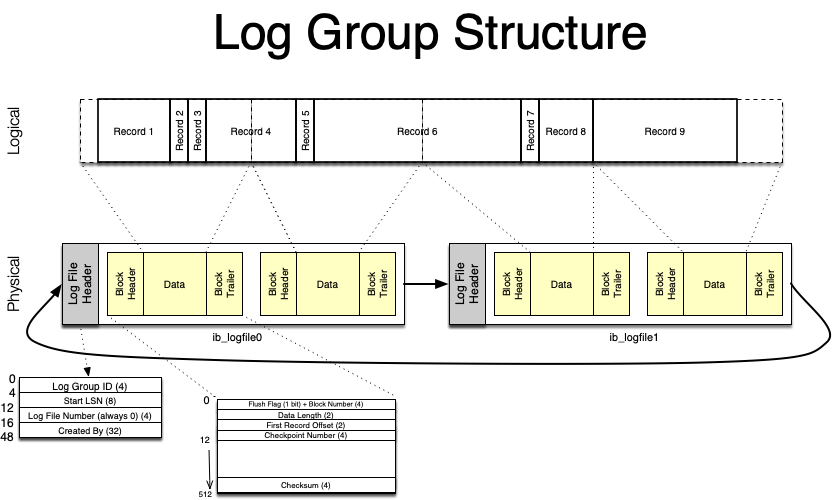 Log Group Structure
Logical
Record 1
Record 2
Record 3
Record 4
Record 5
Record 6
Record 7
Record 8
Record 9
Physical
Log File
Header
Block
Header
Data
Block
Trailer
Block
Header
Data
Block
Trailer
Log File
Header
Block
Header
Data
Block
Trailer
Block
Header
Data
Block
Trailer
ib_logfile0
ib_logfile1
0
Log Group ID (4)
4
Start LSN (8)
12
Log File Number (always 0) (4)
16
Created By (32)
48
0
Flush Flag (1 bit) + Block Number (4)
Data Length (2)
First Record Offset (2)
Checkpoint Number (4)
12
Checksum (4)
512